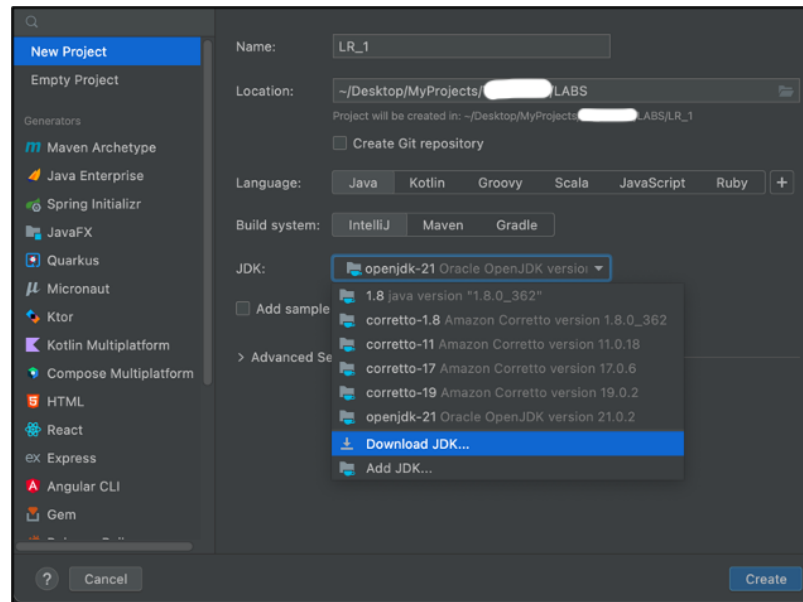 New Project
Empty Project
Generators
Maven Archetype
Java Enterprise
Spring Initializr
JavaFX
Quarkus
Micronaut
Ktor
Kotlin Multiplatform
Compose Multiplatform
HTML
React
ex Express
Angular CLI
Gem
Name: LR_1
Location: ~/Desktop/MyProjects/ /LABS
Project will be created in: ~/Desktop/MyProjects LABS/LR_1
Create Git repository
Language: Java Kotlin Groovy Scala JavaScript Ruby +
Build system: IntelliJ Maven Gradle
JDK: openjdk-21 Oracle OpenJDK version
1.8 java version "1.8.0_362"
corretto-1.8 Amazon Corretto version 1.8.0_362
corretto-11 Amazon Corretto version 11.0.18
corretto-17 Amazon Corretto version 17.0.6
corretto-19 Amazon Corretto version 19.0.2
openjdk-21 Oracle OpenJDK version 21.0.2
Download JDK...
Add JDK...
Add sample
> Advanced Se
? Cancel
Create